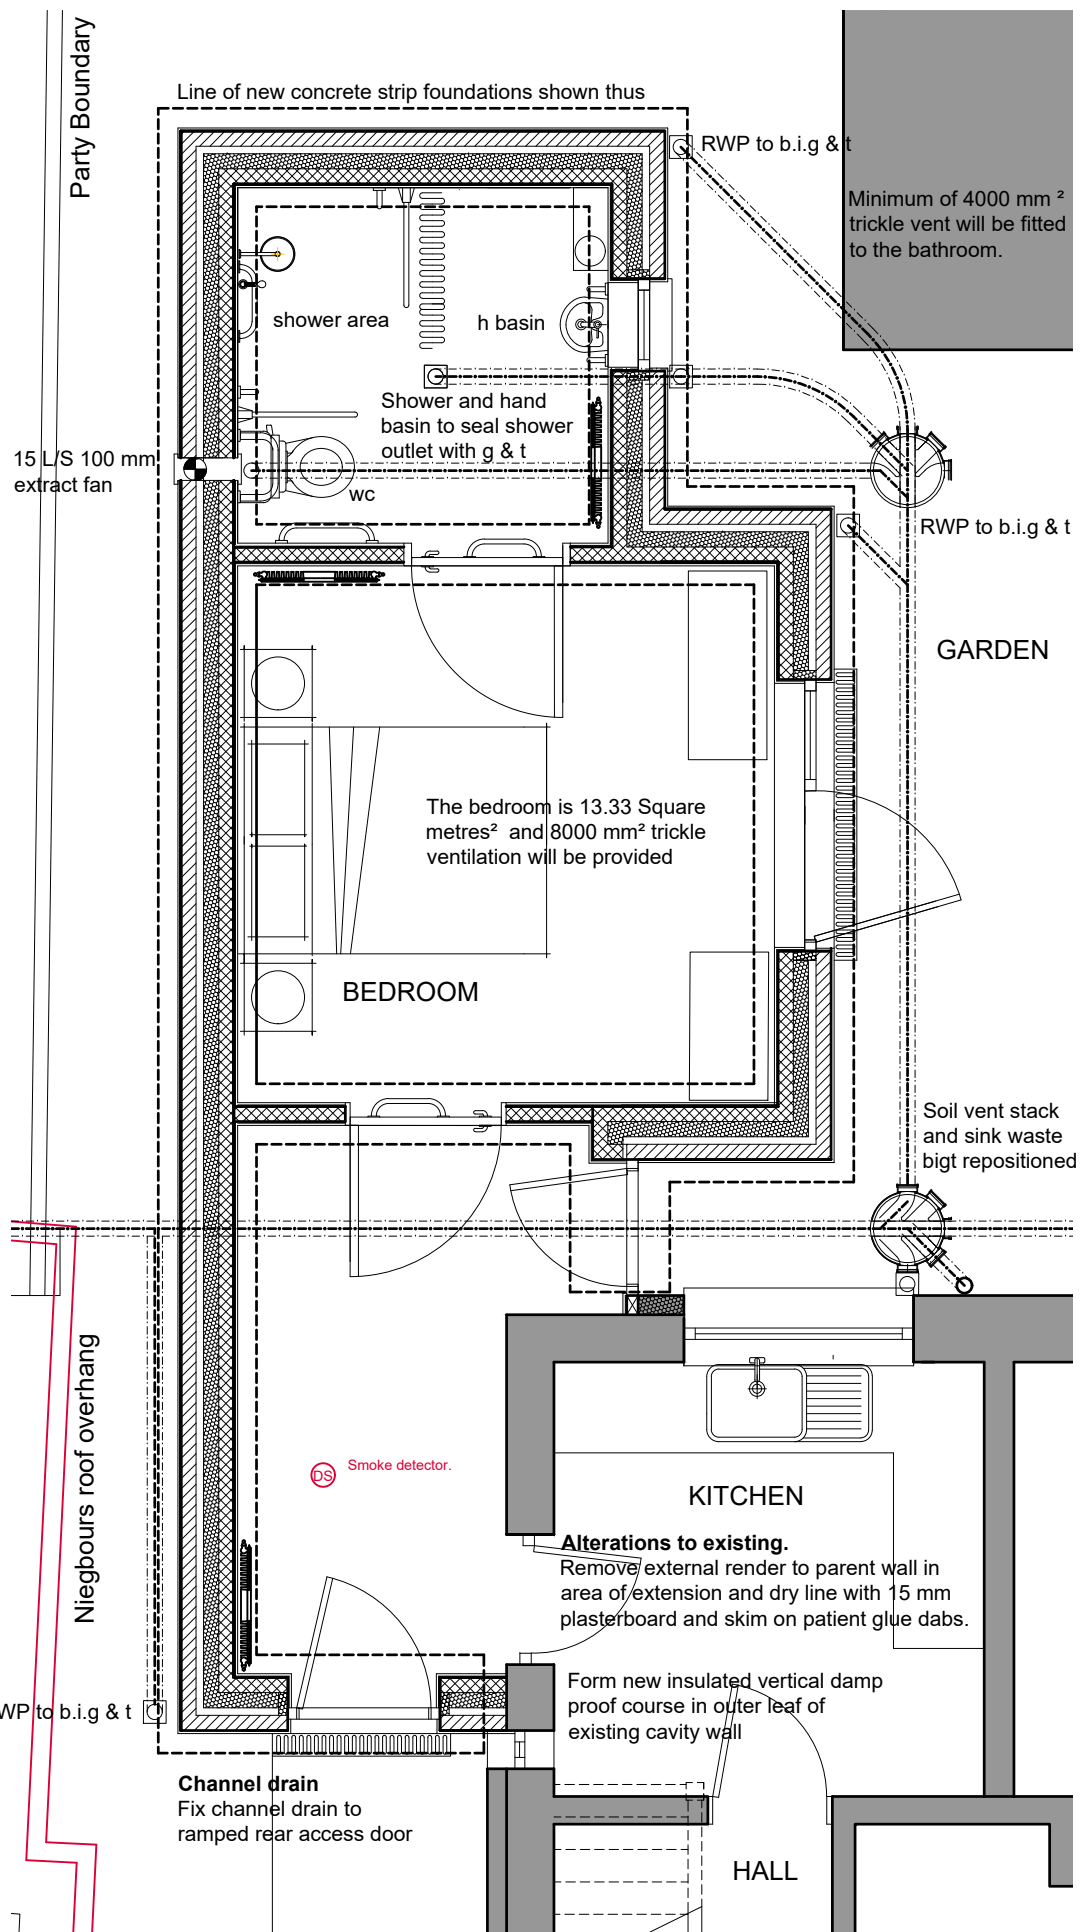 Party Boundary
Line of new concrete strip foundations shown thus
RWP to b.i.g & t
Minimum of 4000 mm ²
trickle vent will be fitted
to the bathroom.
shower area
h basin
Shower and hand
basin to seal shower
outlet with g & t
15 L/S 100 mm
extract fan
wc
RWP to b.i.g & t
GARDEN
The bedroom is 13.33 Square
metres² and 8000 mm² trickle
ventilation will be provided
BEDROOM
Soil vent stack
and sink waste
bigt repositioned
Niegbours roof overhang
DS
Smoke detector.
KITCHEN
Alterations to existing.
Remove external render to parent wall in
area of extension and dry line with 15 mm
plasterboard and skim on patient glue dabs.
Form new insulated vertical damp
proof course in outer leaf of
existing cavity wall
WP to b.i.g & t
Channel drain
Fix channel drain to
ramped rear access door
HALL